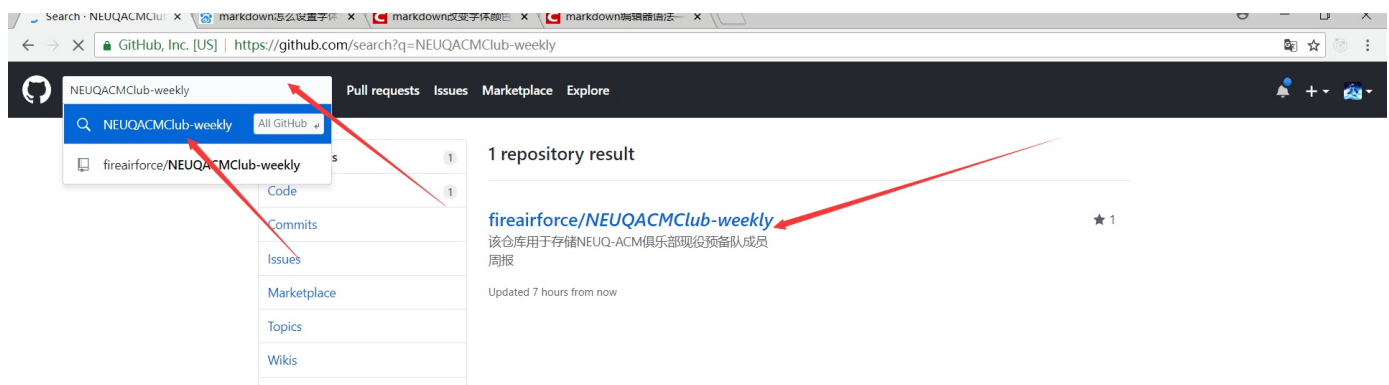 Search · NEUQACMClu
markdown怎么设置字体
markdown改变字体颜色
markdown编辑器语法—
GitHub, Inc. [US] | https://github.com/search?q=NEUQACMClub-weekly
NEUQACMClub-weekly
Pull requests Issues Marketplace Explore
NEUQACMClub-weekly All GitHub
fireairforce/NEUQACMClub-weekly
s 1
Code 1
Commits
Issues
Marketplace
Topics
Wikis
1 repository result
fireairforce/NEUQACMClub-weekly
1
该仓库用于存储NEUQ-ACM俱乐部现役预备队成员
周报
Updated 7 hours from now